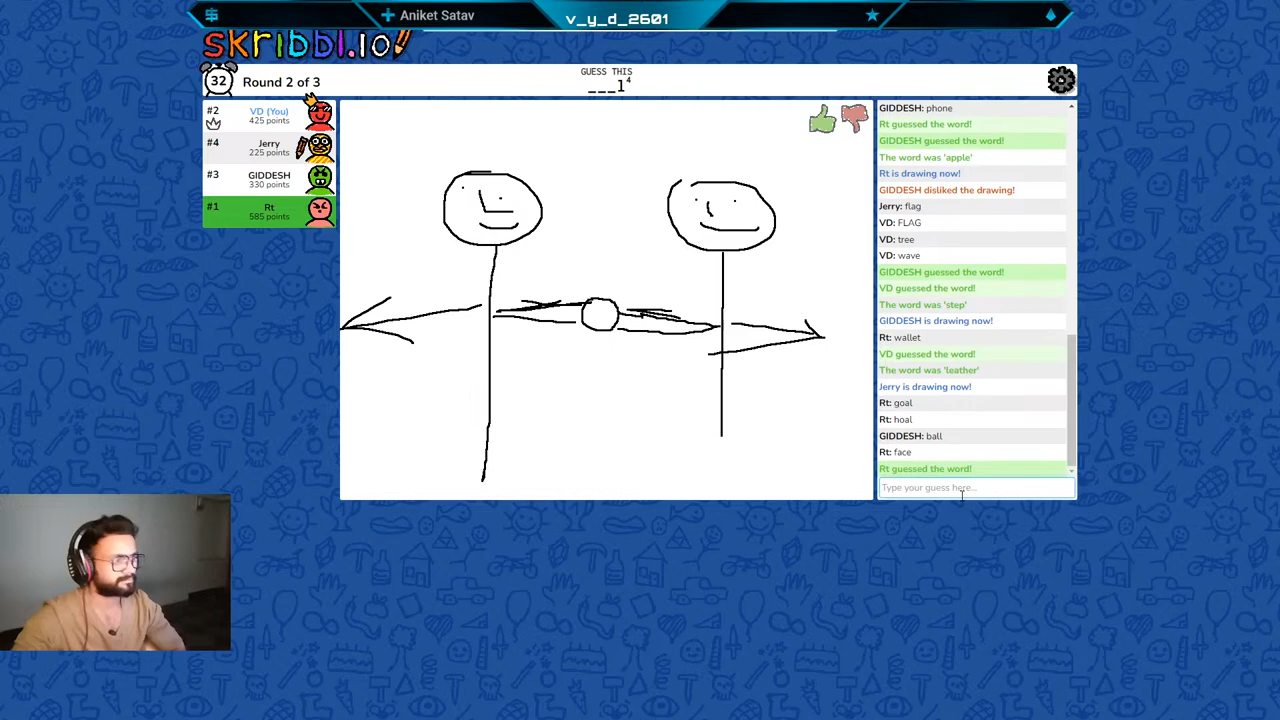 Aniket Satav
v_y_d_2601
skribbl.io
32
Round 2 of 3
GUESS THIS
___l4
#2
VD (You)
425 points
#4
Jerry
225 points
#3
GIDDESH
330 points
#1
Rt
585 points
GIDDESH: phone
Rt guessed the word!
GIDDESH guessed the word!
The word was 'apple'
Rt is drawing now!
GIDDESH disliked the drawing!
Jerry: flag
VD: FLAG
VD: tree
VD: wave
GIDDESH guessed the word!
VD guessed the word!
The word was 'step'
GIDDESH is drawing now!
Rt: wallet
VD guessed the word!
The word was 'leather'
Jerry is drawing now!
Rt: goal
Rt: hoal
GIDDESH: ball
Rt: face
Rt guessed the word!
Type your guess here...